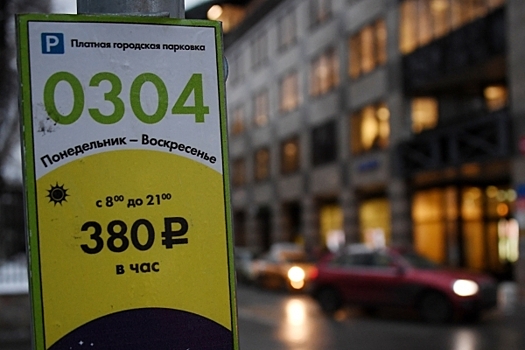 P Платная городская парковка
0304
Понедельник – Воскресенье
с 8⁰⁰ до 21⁰⁰
380 ₽
в час